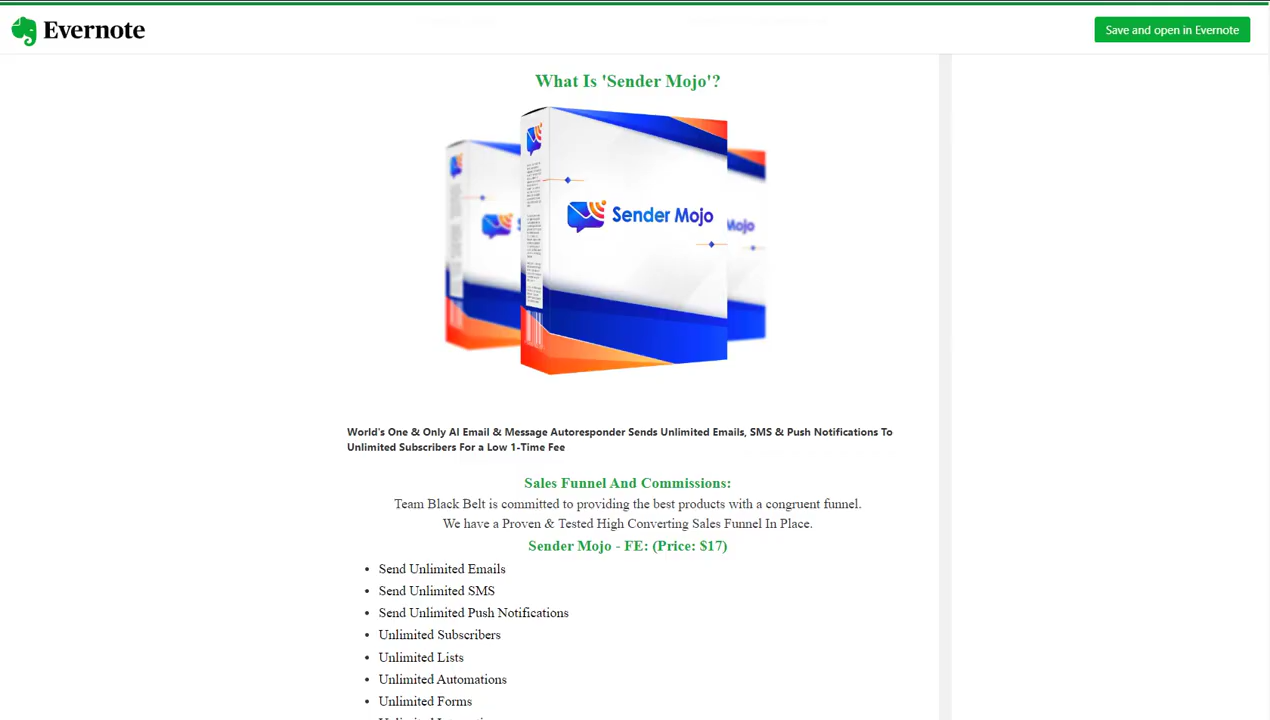 Evernote
Save and open in Evernote
What Is 'Sender Mojo'?
Sender Mojo
Mojo
World's One & Only AI Email & Message Autoresponder Sends Unlimited Emails, SMS & Push Notifications To
Unlimited Subscribers For a Low 1-Time Fee
Sales Funnel And Commissions:
Team Black Belt is committed to providing the best products with a congruent funnel.
We have a Proven & Tested High Converting Sales Funnel In Place.
Sender Mojo - FE: (Price: $17)
• Send Unlimited Emails
• Send Unlimited SMS
• Send Unlimited Push Notifications
• Unlimited Subscribers
• Unlimited Lists
• Unlimited Automations
• Unlimited Forms